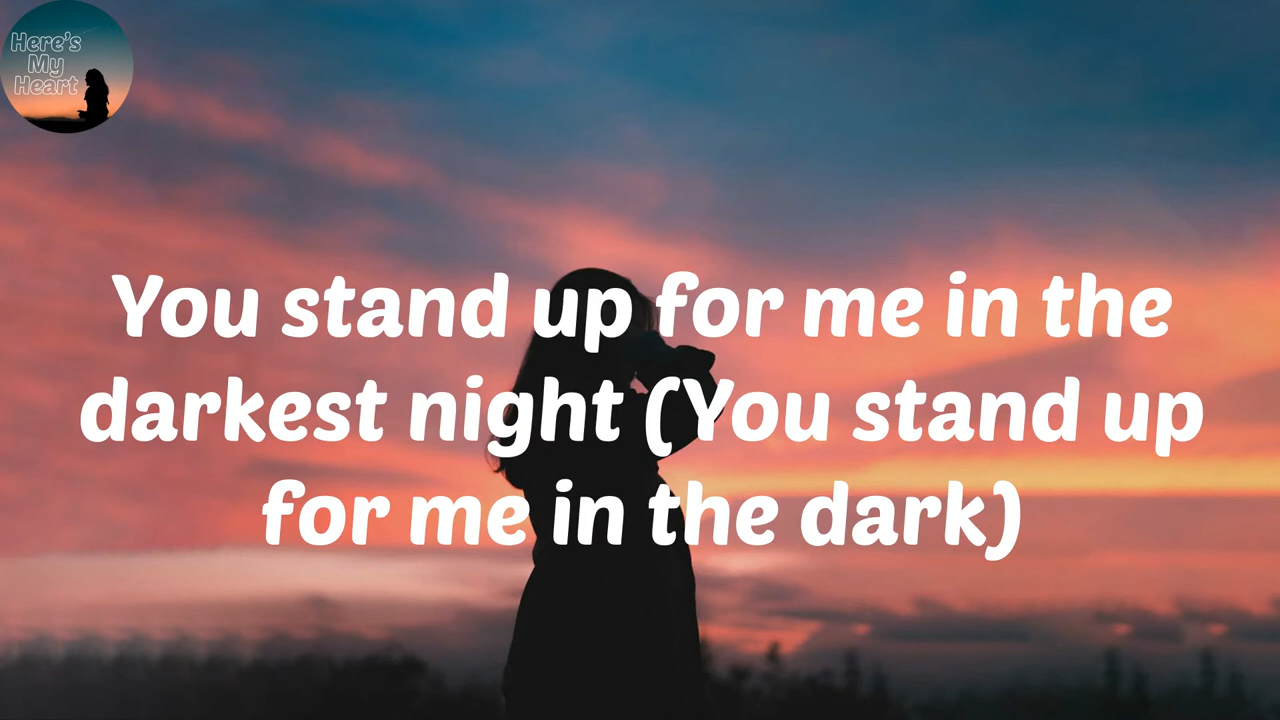 Here's
My
Heart
You stand up for me in the
darkest night (You stand up
for me in the dark)